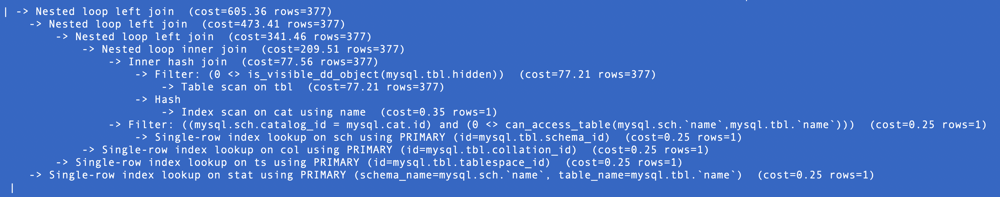 | -> Nested loop left join  (cost=605.36 rows=377)
    -> Nested loop left join  (cost=473.41 rows=377)
        -> Nested loop left join  (cost=341.46 rows=377)
            -> Nested loop inner join  (cost=209.51 rows=377)
                -> Inner hash join  (cost=77.56 rows=377)
                    -> Filter: (0 <> is_visible_dd_object(mysql.tbl.hidden))  (cost=77.21 rows=377)
                        -> Table scan on tbl  (cost=77.21 rows=377)
                    -> Hash
                        -> Index scan on cat using name  (cost=0.35 rows=1)
                -> Filter: ((mysql.sch.catalog_id = mysql.cat.id) and (0 <> can_access_table(mysql.sch.`name`,mysql.tbl.`name`)))  (cost=0.25 rows=1)
                    -> Single-row index lookup on sch using PRIMARY (id=mysql.tbl.schema_id)  (cost=0.25 rows=1)
            -> Single-row index lookup on col using PRIMARY (id=mysql.tbl.collation_id)  (cost=0.25 rows=1)
        -> Single-row index lookup on ts using PRIMARY (id=mysql.tbl.tablespace_id)  (cost=0.25 rows=1)
    -> Single-row index lookup on stat using PRIMARY (schema_name=mysql.sch.`name`, table_name=mysql.tbl.`name`)  (cost=0.25 rows=1)
 |